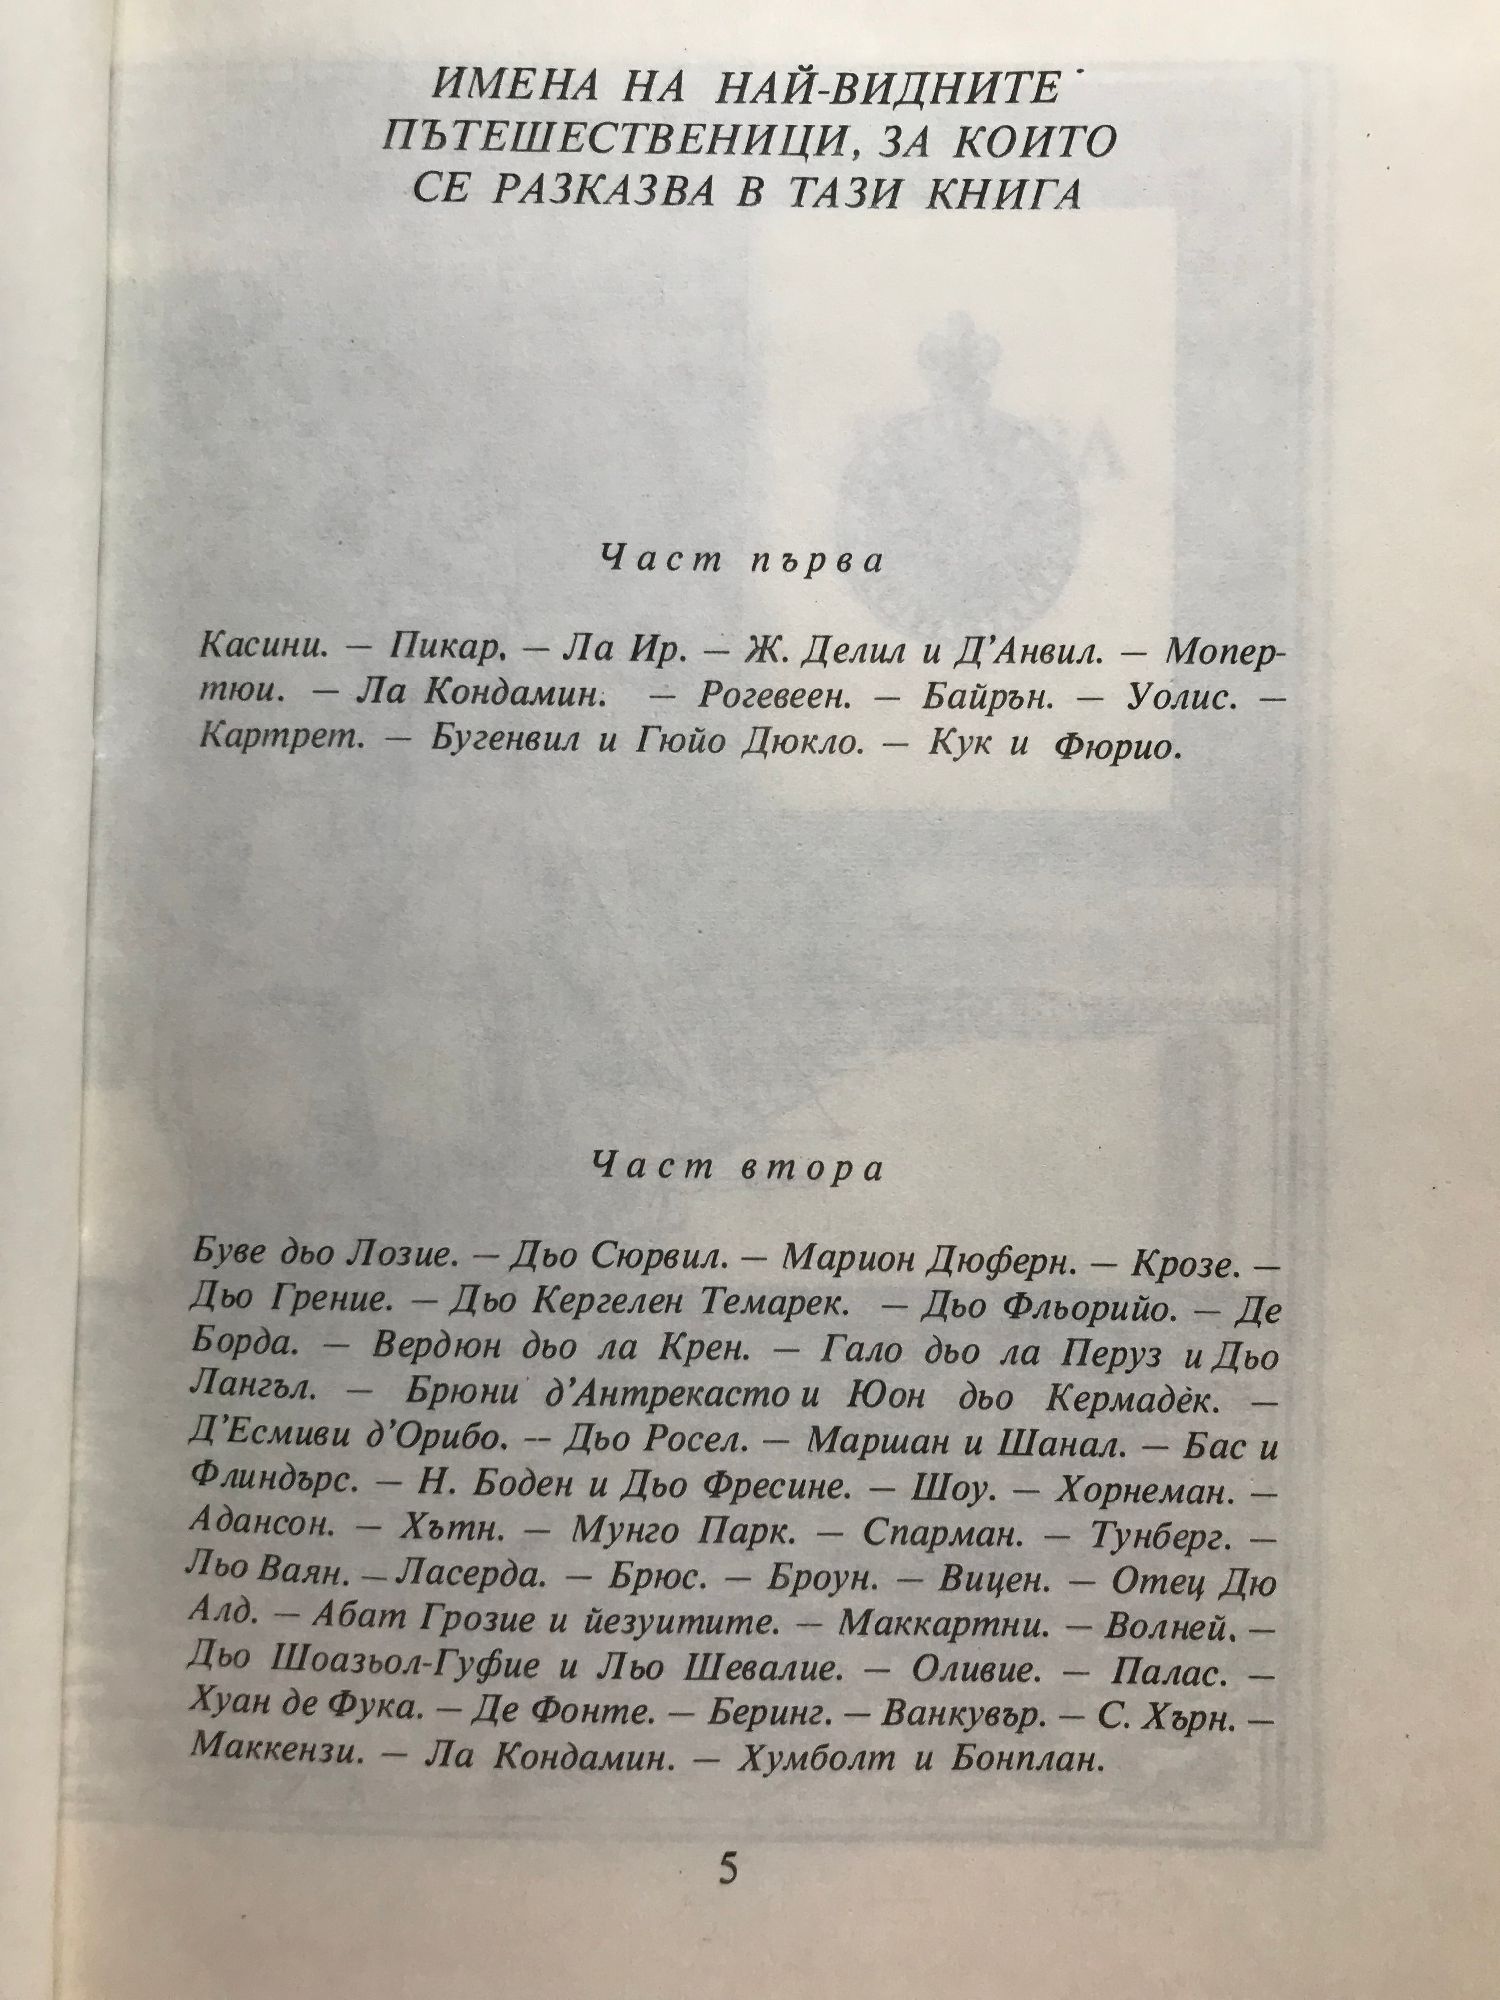 ИМЕНА НА НАЙ-ВИДНИТЕ
ПЪТЕШЕСТВЕНИЦИ, ЗА КОИТО
СЕ РАЗКАЗВА В ТАЗИ КНИГА
Част първа
Касини. — Пикар. — Ла Ир. — Ж. Делил и Д’Анвил. — Мопер-
тюи. — Ла Кондамин. — Рогевеен. — Байрън. — Уолис. —
Картрет. — Бугенвил и Гюйо Дюкло. — Кук и Фюрио.
Част втора
Буве дьо Лозие. — Дьо Сюрвил. — Марион Дюферн. — Крозе. —
Дьо Грение. — Дьо Кергелен Темарек. — Дьо Фльорийо. — Де
Борда. — Вердюн дьо ла Крен. — Гало дьо ла Перуз и Дьо
Лангъл. — Брюни д’Антрекасто и Юон дьо Кермадек. —
Д’Есмиви д’Орибо. — Дьо Росел. — Маршан и Шанал. — Бас и
Флиндърс. — Н. Боден и Дьо Фресине. — Шоу. — Хорнеман. —
Адансон. — Хътн. — Мунго Парк. — Спарман. — Тунберг. —
Льо Ваян. — Ласерда. — Брюс. — Броун. — Вицен. — Отец Дю
Алд. — Абат Грозие и йезуитите. — Маккартни. — Волней. —
Дьо Шоазьол-Гуфие и Льо Шевалие. — Оливие. — Палас. —
Хуан де Фука. — Де Фонте. — Беринг. — Ванкувър. — С. Хърн. —
Маккензи. — Ла Кондамин. — Хумболт и Бонплан.
5